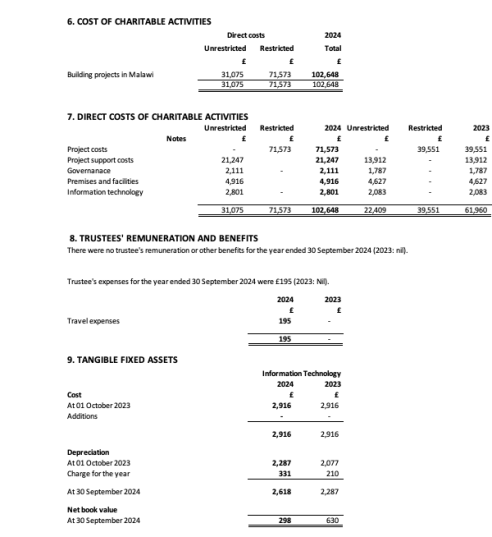 6. COST OF CHARITABLE ACTIVITIES
Direct costs 2024
Unrestricted Restricted Total
£ £ £
Building projects in Malawi 31,075 71,573 102,648
31,075 71,573 102,648
7. DIRECT COSTS OF CHARITABLE ACTIVITIES
Unrestricted Restricted 2024 Unrestricted Restricted 2023
Notes £ £ £ £ £ £
Project costs - 71,573 71,573 - 39,551 39,551
Project support costs 21,247 21,247 13,912 - 13,912
Governanace 2,111 - 2,111 1,787 - 1,787
Premises and facilities 4,916 4,916 4,627 - 4,627
Information technology 2,801 - 2,801 2,083 - 2,083
31,075 71,573 102,648 22,409 39,551 61,960
8. TRUSTEES' REMUNERATION AND BENEFITS
There were no trustee's remuneration or other benefits for the year ended 30 September 2024 (2023: nil).
Trustee's expenses for the year ended 30 September 2024 were £195 (2023: Nil).
2024 2023
£ £
Travel expenses 195 -
195 -
9. TANGIBLE FIXED ASSETS
Information Technology
2024 2023
Cost £ £
At 01 October 2023 2,916 2,916
Additions - -
2,916 2,916
Depreciation
At 01 October 2023 2,287 2,077
Charge for the year 331 210
At 30 September 2024 2,618 2,287
Net book value
At 30 September 2024 298 630